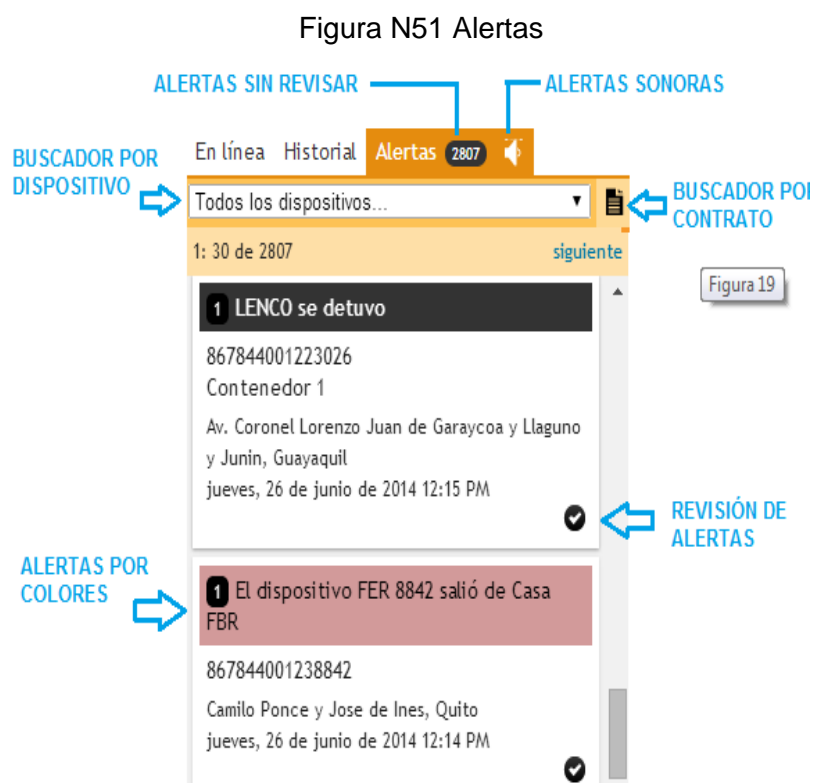 Figura N51 Alertas
ALERTAS SIN REVISAR
ALERTAS SONORAS
BUSCADOR POR
DISPOSITIVO
En línea Historial Alertas 2807
Todos los dispositivos...
BUSCADOR POR
CONTRATO
1: 30 de 2807 siguiente
Figura 19
1 LENCO se detuvo
867844001223026
Contenedor 1
Av. Coronel Lorenzo Juan de Garaycoa y Llaguno
y Junin, Guayaquil
jueves, 26 de junio de 2014 12:15 PM
REVISIÓN DE
ALERTAS
ALERTAS POR
COLORES
1 El dispositivo FER 8842 salió de Casa
FBR
867844001238842
Camilo Ponce y Jose de Ines, Quito
jueves, 26 de junio de 2014 12:14 PM